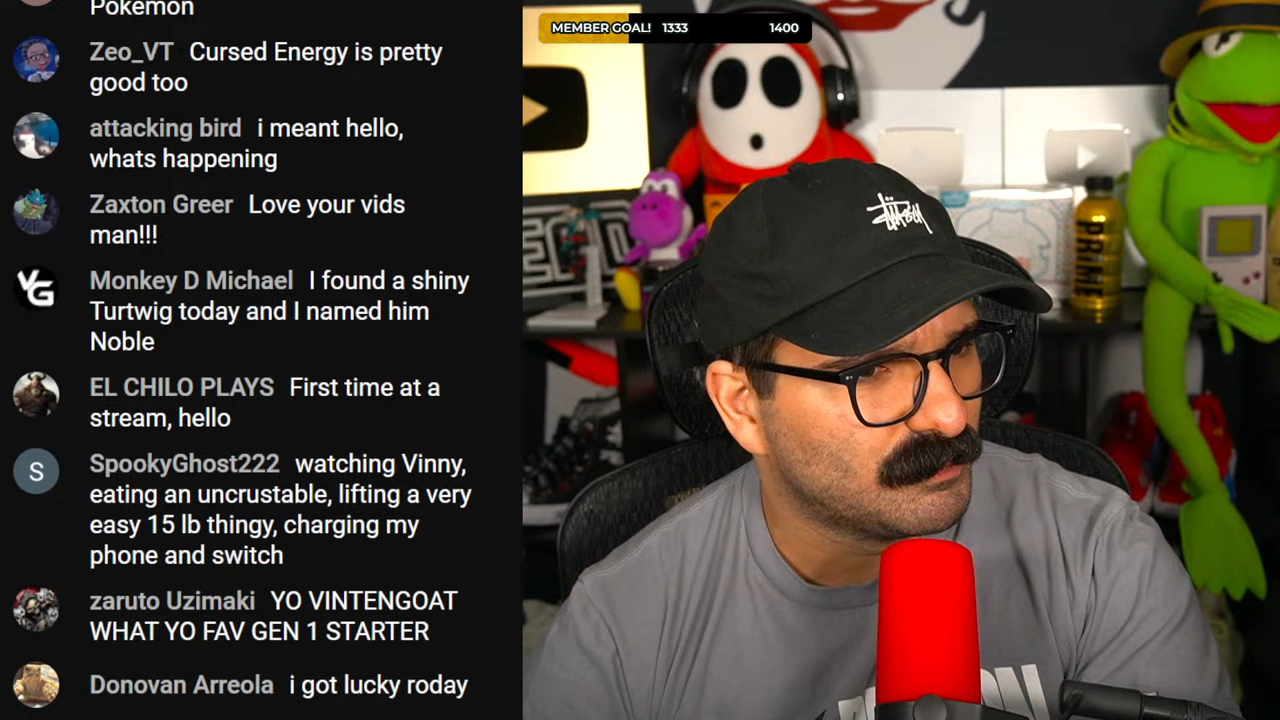 Pokemon
Zeo_VT Cursed Energy is pretty
good too
attacking bird i meant hello,
whats happening
Zaxton Greer Love your vids
man!!!
Monkey D Michael I found a shiny
Turtwig today and I named him
Noble
EL CHILO PLAYS First time at a
stream, hello
S
SpookyGhost222 watching Vinny,
eating an uncrustable, lifting a very
easy 15 lb thingy, charging my
phone and switch
zaruto Uzimaki YO VINTENGOAT
WHAT YO FAV GEN 1 STARTER
Donovan Arreola i got lucky roday
VG
MEMBER GOAL! 1333 1400
STÜSSY
PRIME